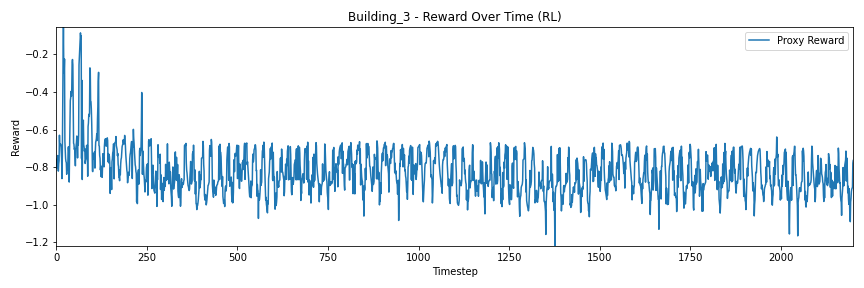 Building_3 - Reward Over Time (RL)
Proxy Reward
Reward
−0.2
−0.4
−0.6
−0.8
−1.0
−1.2
0 250 500 750 1000 1250 1500 1750 2000
Timestep